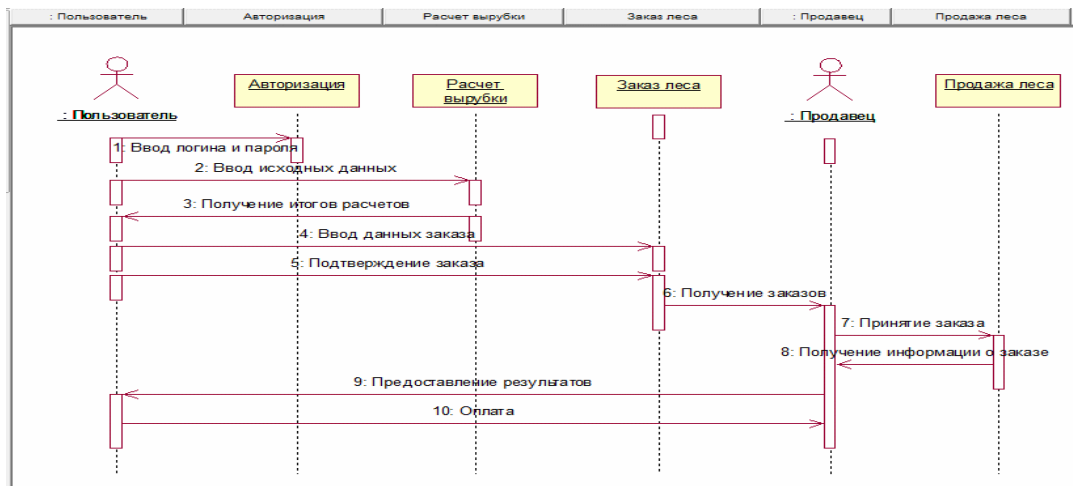 : Пользователь
Авторизация
Расчет вырубки
Заказ леса
: Продавец
Продажа леса
Авторизация
Расчет
вырубки
Заказ леса
Продажа леса
: Пользователь
: Продавец
1: Ввод логина и пароля
2: Ввод исходных данных
3: Получение итогов расчетов
4: Ввод данных заказа
5: Подтверждение заказа
6: Получение заказов
7: Принятие заказа
8: Получение информации о заказе
9: Предоставление результатов
10: Оплата